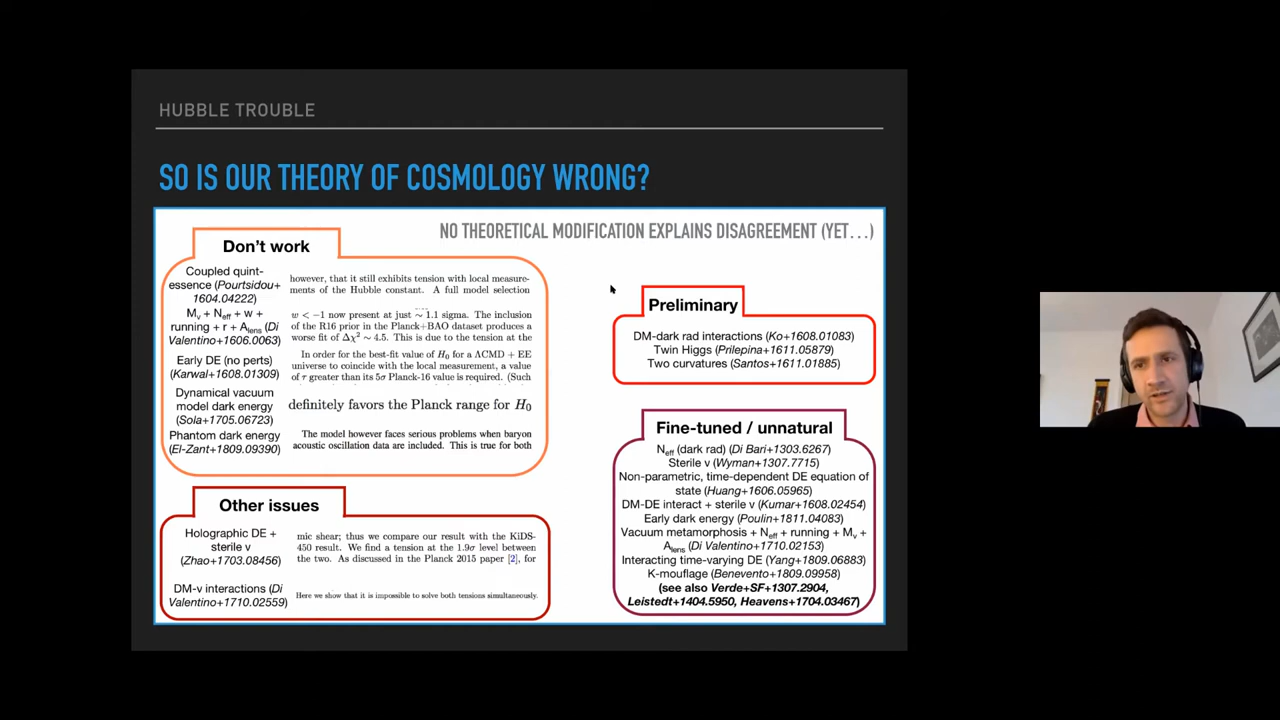 HUBBLE TROUBLE
SO IS OUR THEORY OF COSMOLOGY WRONG?
NO THEORETICAL MODIFICATION EXPLAINS DISAGREEMENT (YET...)
Don't work
Coupled quint-
essence (Pourtsidou+
1604.04222)
however, that it still exhibits tension with local measure-
ments of the Hubble constant. A full model selection
Mν + Neff + w +
running + r + Alens (Di
Valentino+1606.0063)
w < −1 now present at just ∼ 1.1 sigma. The inclusion
of the R16 prior in the Planck+BAO dataset produces a
worse fit of Δχ² ∼ 4.5. This is due to the tension at the
Early DE (no perts)
(Karwal+1608.01309)
In order for the best-fit value of H0 for a ΛCMD + EE
universe to coincide with the local measurement, a value
of τ greater than its 5σ Planck-16 value is required. (Such
Dynamical vacuum
model dark energy
(Sola+1705.06723)
definitely favors the Planck range for H0
Phantom dark energy
(El-Zant+1809.09390)
The model however faces serious problems when baryon
acoustic oscillation data are included. This is true for both
Other issues
Holographic DE +
sterile ν
(Zhao+1703.08456)
mic shear; thus we compare our result with the KiDS-
450 result. We find a tension at the 1.9σ level between
the two. As discussed in the Planck 2015 paper [2], for
DM-ν interactions (Di
Valentino+1710.02559)
Here we show that it is impossible to solve both tensions simultaneously.
Preliminary
DM-dark rad interactions (Ko+1608.01083)
Twin Higgs (Prilepina+1611.05879)
Two curvatures (Santos+1611.01885)
Fine-tuned / unnatural
Neff (dark rad) (Di Bari+1303.6267)
Sterile ν (Wyman+1307.7715)
Non-parametric, time-dependent DE equation of
state (Huang+1606.05965)
DM-DE interact + sterile ν (Kumar+1608.02454)
Early dark energy (Poulin+1811.04083)
Vacuum metamorphosis + Neff + running + Mν +
Alens (Di Valentino+1710.02153)
Interacting time-varying DE (Yang+1809.06883)
K-mouflage (Benevento+1809.09958)
(see also Verde+SF+1307.2904,
Leistedt+1404.5950, Heavens+1704.03467)